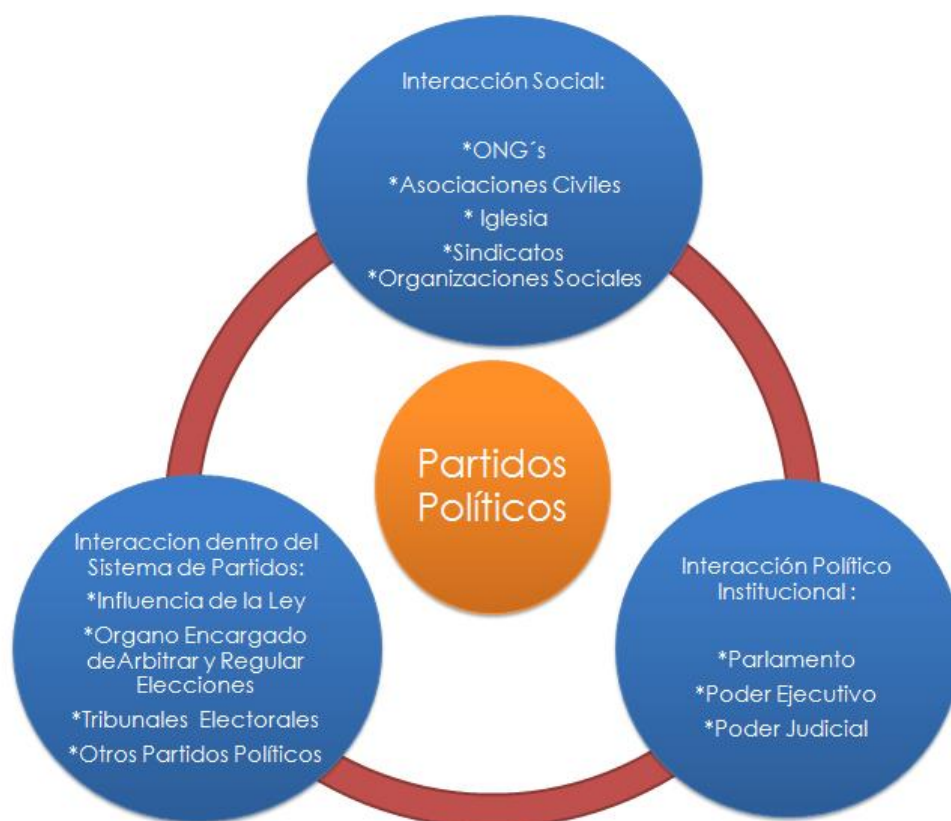 Interacción Social:
*ONG´s
*Asociaciones Civiles
* Iglesia
*Sindicatos
*Organizaciones Sociales
Partidos
Políticos
Interaccion dentro del
Sistema de Partidos:
*Influencia de la Ley
*Organo Encargado
deArbitrar y Regular
Elecciones
*Tribunales Electorales
*Otros Partidos Políticos
Interacción Político
Institucional :
*Parlamento
*Poder Ejecutivo
*Poder Judicial